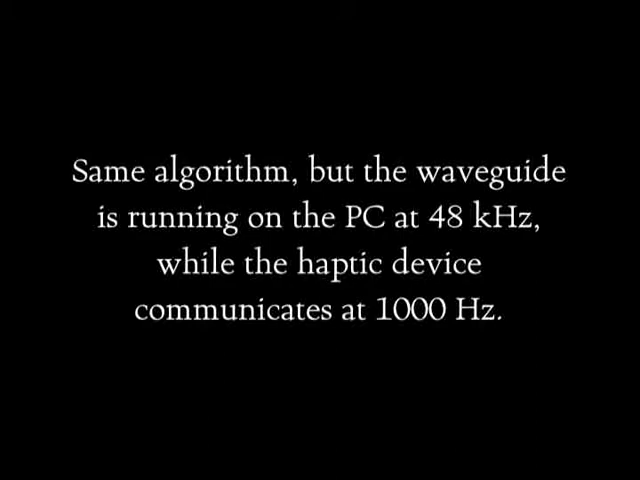 Same algorithm, but the waveguide
is running on the PC at 48 kHz,
while the haptic device
communicates at 1000 Hz.